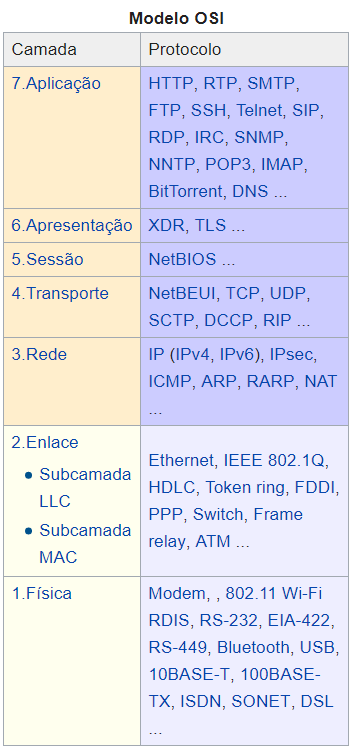 Modelo OSI
Camada Protocolo
7.Aplicação
HTTP, RTP, SMTP,
FTP, SSH, Telnet, SIP,
RDP, IRC, SNMP,
NNTP, POP3, IMAP,
BitTorrent, DNS ...
6.Apresentação
XDR, TLS ...
5.Sessão
NetBIOS ...
4.Transporte
NetBEUI, TCP, UDP,
SCTP, DCCP, RIP ...
3.Rede
IP (IPv4, IPv6), IPsec,
ICMP, ARP, RARP, NAT
...
2.Enlace
Subcamada
LLC
Subcamada
MAC
Ethernet, IEEE 802.1Q,
HDLC, Token ring, FDDI,
PPP, Switch, Frame
relay, ATM ...
1.Física
Modem, , 802.11 Wi-Fi
RDIS, RS-232, EIA-422,
RS-449, Bluetooth, USB,
10BASE-T, 100BASE-
TX, ISDN, SONET, DSL
...